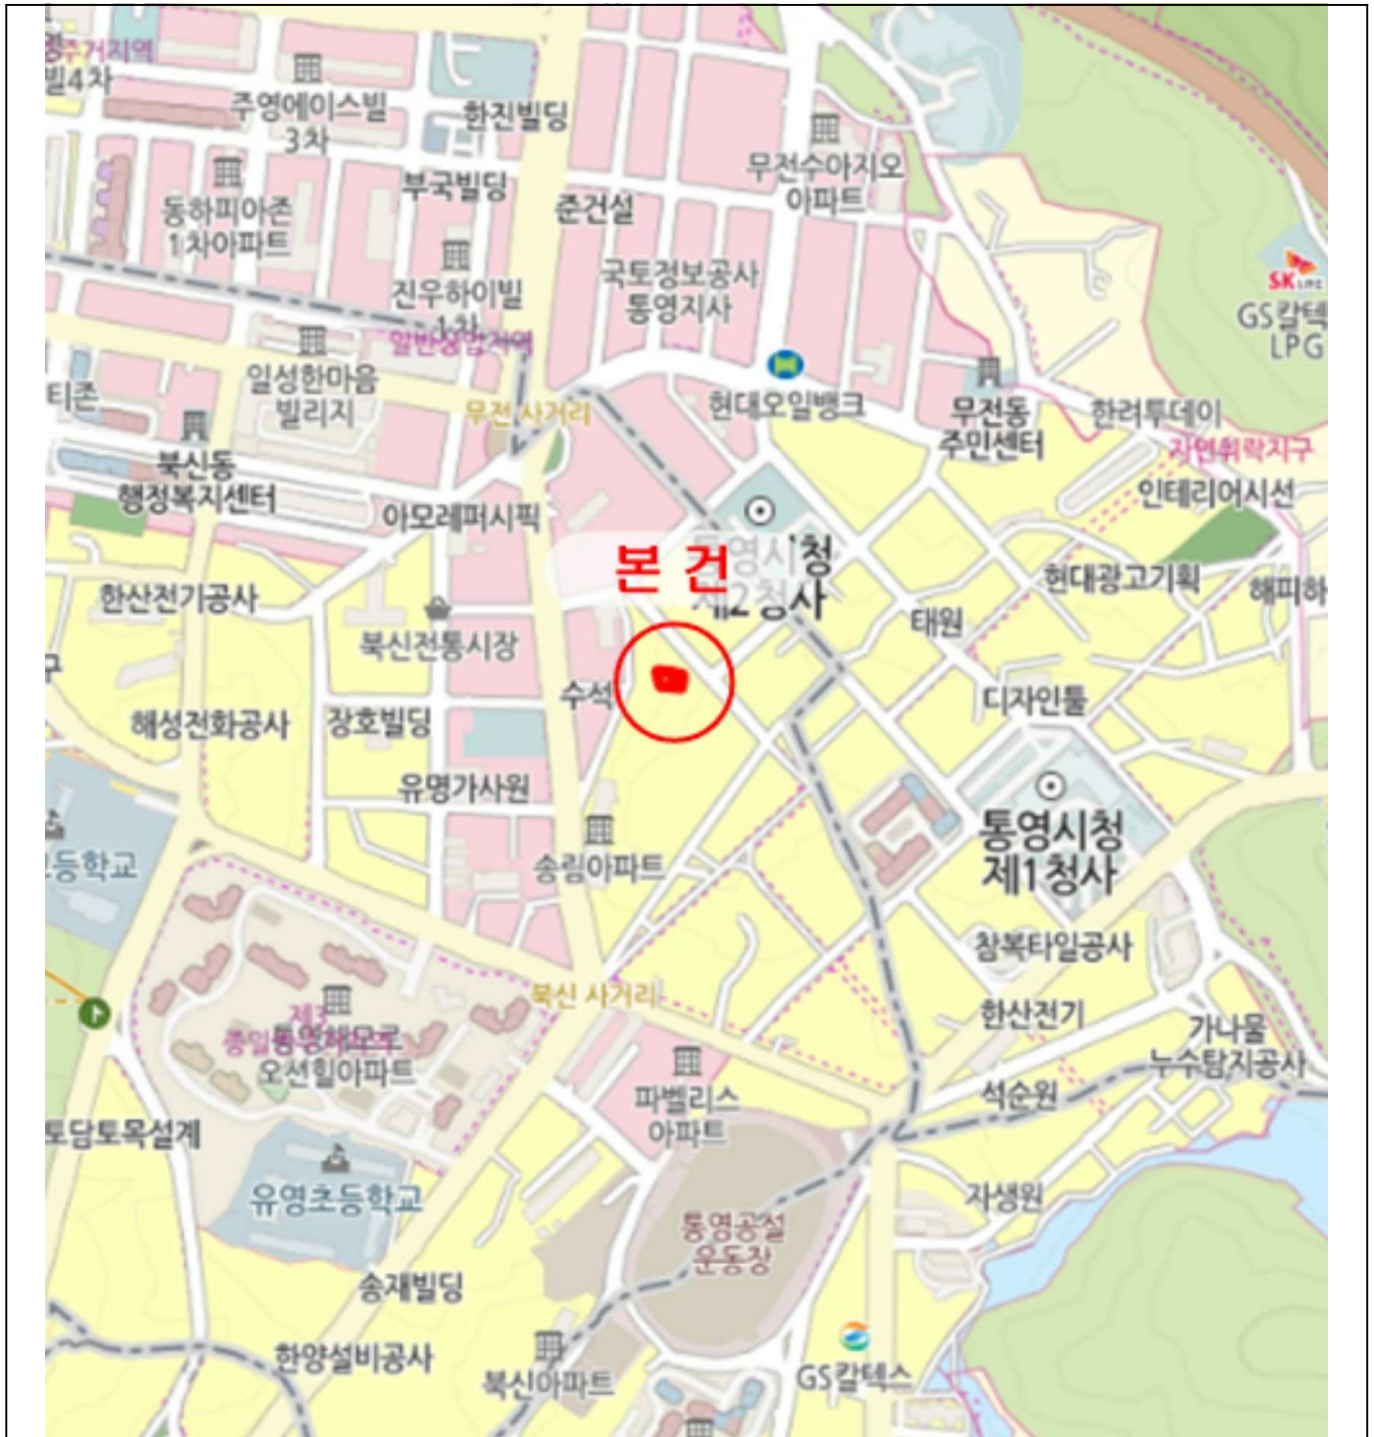 주거지역
빌4차
주영에이스빌
3차
한진빌딩
무전수아지오
아파트
동하피아존
1차아파트
부국빌딩
준건설
국토정보공사
통영지사
진우하이빌
1차
일반상업지역
SK LPG
GS칼텍
LPG
일성한마음
빌리지
티존
무전 사거리
현대오일뱅크
무전동
주민센터
한려투데이
자연취락지구
인테리어시선
북신동
행정복지센터
아모레퍼시픽
본 건
통영시청
제2청사
현대광고기획
해피하
한산전기공사
북신전통시장
태원
구
수석
디자인툴
해성전화공사
장호빌딩
유명가사원
통영시청
제1청사
송림아파트
등학교
참복타일공사
북신 사거리
한산전기
가나물
누수탐지공사
제3
오션힐아파트
파벨리스
아파트
석순원
토담토목설계
유영초등학교
자생원
통영공설
운동장
송재빌딩
한양설비공사
북신아파트
GS칼텍스